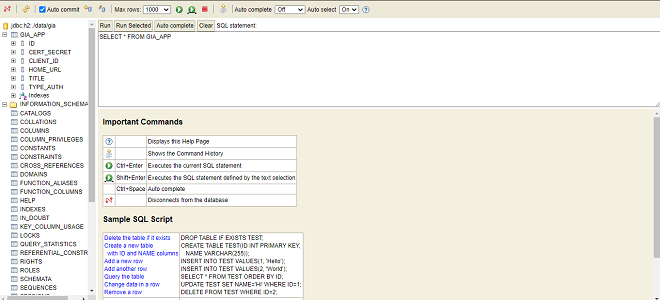 Auto commit
Max rows: 1000
Auto complete Off
Auto select On
Run Run Selected Auto complete Clear SQL statement:
SELECT * FROM GIA_APP
jdbc:h2:./data/gia
GIA_APP
ID
CERT_SECRET
CLIENT_ID
HOME_URL
TITLE
TYPE_AUTH
Indexes
INFORMATION_SCHEMA
CATALOGS
COLLATIONS
COLUMNS
COLUMN_PRIVILEGES
CONSTANTS
CONSTRAINTS
CROSS_REFERENCES
DOMAINS
FUNCTION_ALIASES
FUNCTION_COLUMNS
HELP
INDEXES
IN_DOUBT
KEY_COLUMN_USAGE
LOCKS
QUERY_STATISTICS
REFERENTIAL_CONSTR
RIGHTS
ROLES
SCHEMATA
SEQUENCES
Important Commands
Displays this Help Page
Shows the Command History
Ctrl+Enter Executes the current SQL statement
Shift+Enter Executes the SQL statement defined by the text selection
Ctrl+Space Auto complete
Disconnects from the database
Sample SQL Script
Delete the table if it exists DROP TABLE IF EXISTS TEST;
Create a new table CREATE TABLE TEST(ID INT PRIMARY KEY,
with ID and NAME columns NAME VARCHAR(255));
Add a new row INSERT INTO TEST VALUES(1, 'Hello');
Add another row INSERT INTO TEST VALUES(2, 'World');
Query the table SELECT * FROM TEST ORDER BY ID;
Change data in a row UPDATE TEST SET NAME='Hi' WHERE ID=1;
Remove a row DELETE FROM TEST WHERE ID=2;